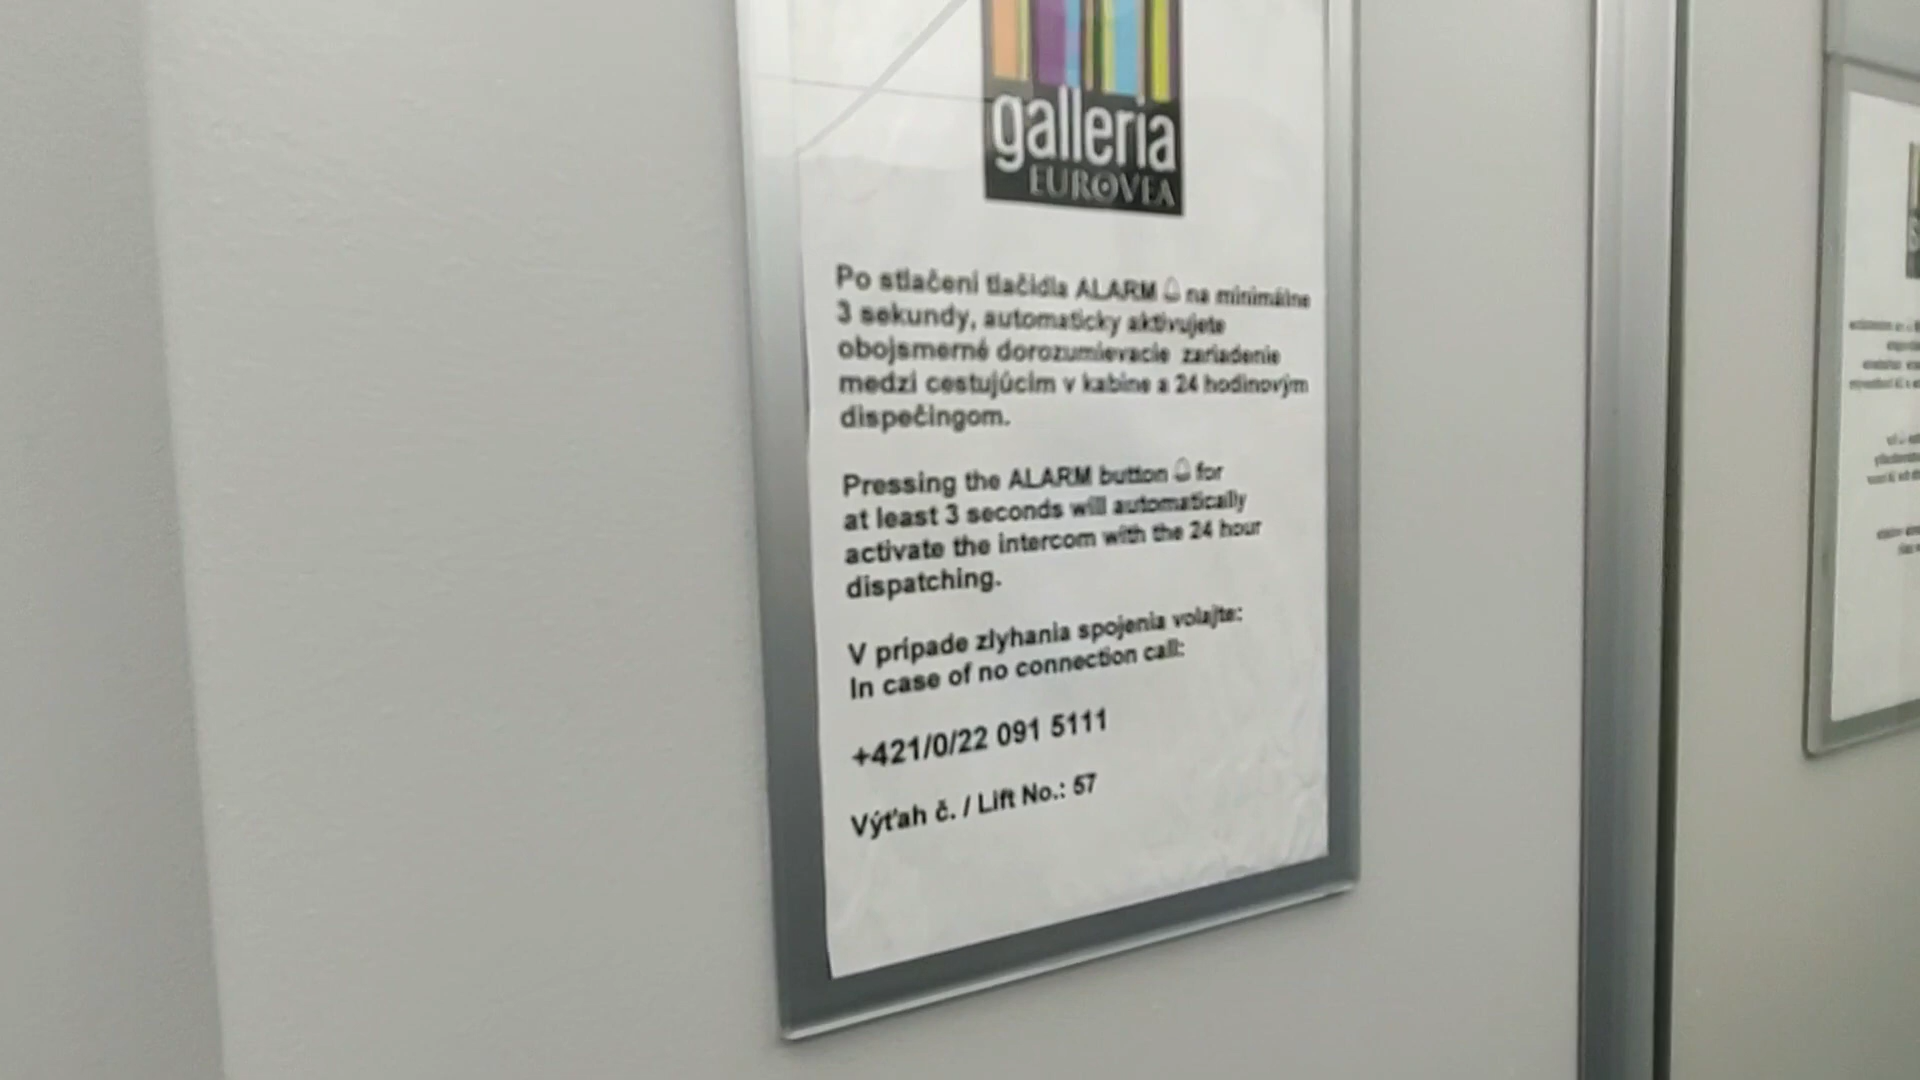 galleria
EUROVEA
Po stlačení tlačidla ALARM na minimálne
3 sekundy, automaticky aktivujete
obojsmerné dorozumievacie zariadenie
medzi cestujúcim v kabíne a 24 hodinovým
dispečingom.
Pressing the ALARM button for
at least 3 seconds will automatically
activate the intercom with the 24 hour
dispatching.
V prípade zlyhania spojenia volajte:
In case of no connection call:
+421/0/22 091 5111
Výťah č. / Lift No.: 57